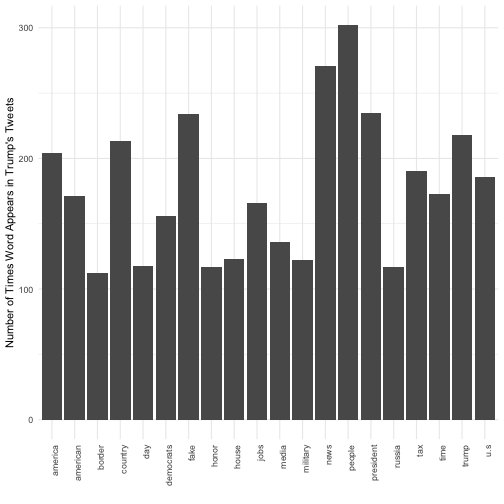 Number of Times Word Appears in Trump's Tweets
300
200
100
0
america
american
border
country
day
democrats
fake
honor
house
jobs
media
military
news
people
president
russia
tax
time
trump
u.s